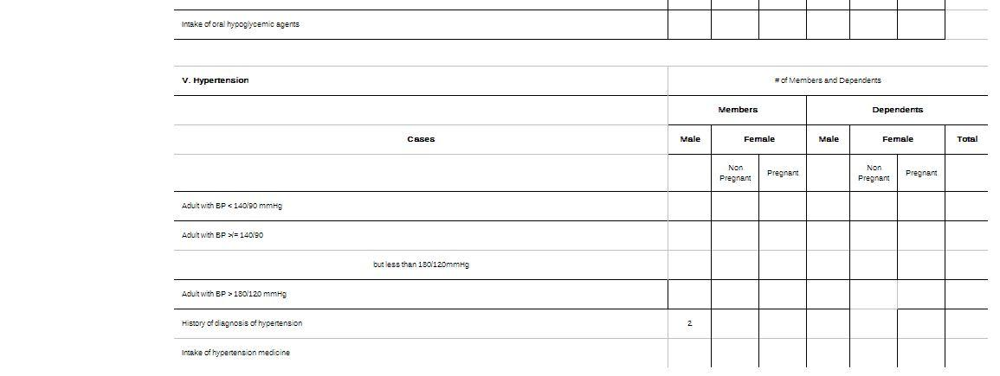 Intake of oral hypoglycemic agents
V. Hypertension
# of Members and Dependents
Members
Dependents
Cases
Male
Female
Male
Female
Total
Non
Pregnant
Pregnant
Non
Pregnant
Pregnant
Adult with BP < 140/90 mmHg
Adult with BP >/= 140/90
but less than 180/120mmHg
Adult with BP > 180/120 mmHg
History of diagnosis of hypertension
2
Intake of hypertension medicine